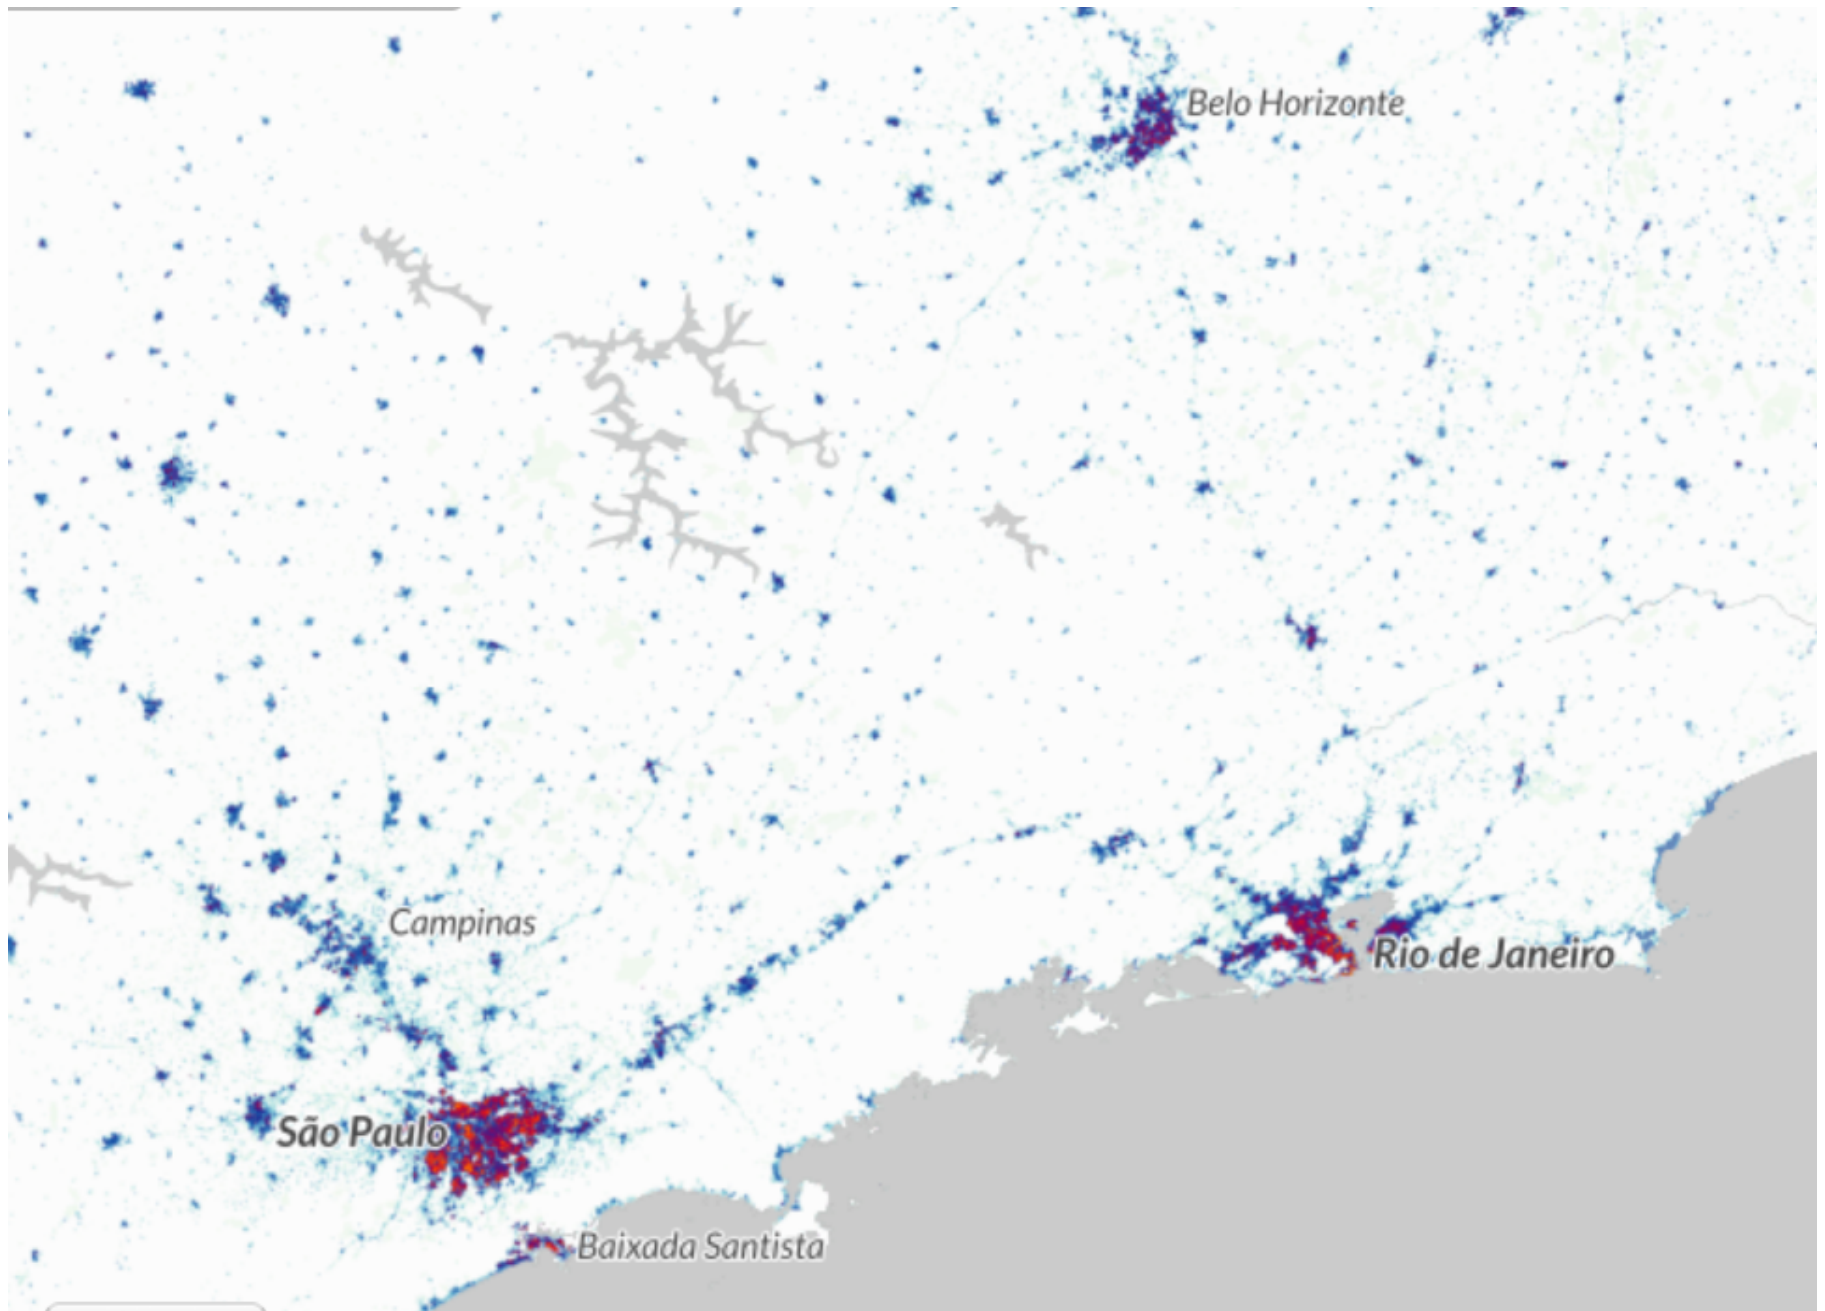 Belo Horizonte
Campinas
Rio de Janeiro
São Paulo
Baixada Santista